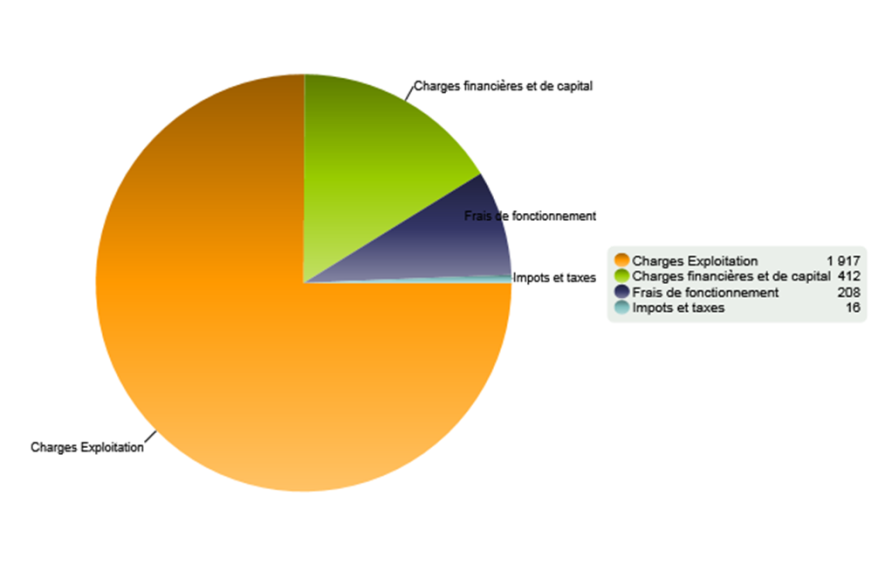 Charges financières et de capital
Frais de fonctionnement
Impots et taxes
Charges Exploitation
Charges Exploitation 1 917
Charges financières et de capital 412
Frais de fonctionnement 208
Impots et taxes 16